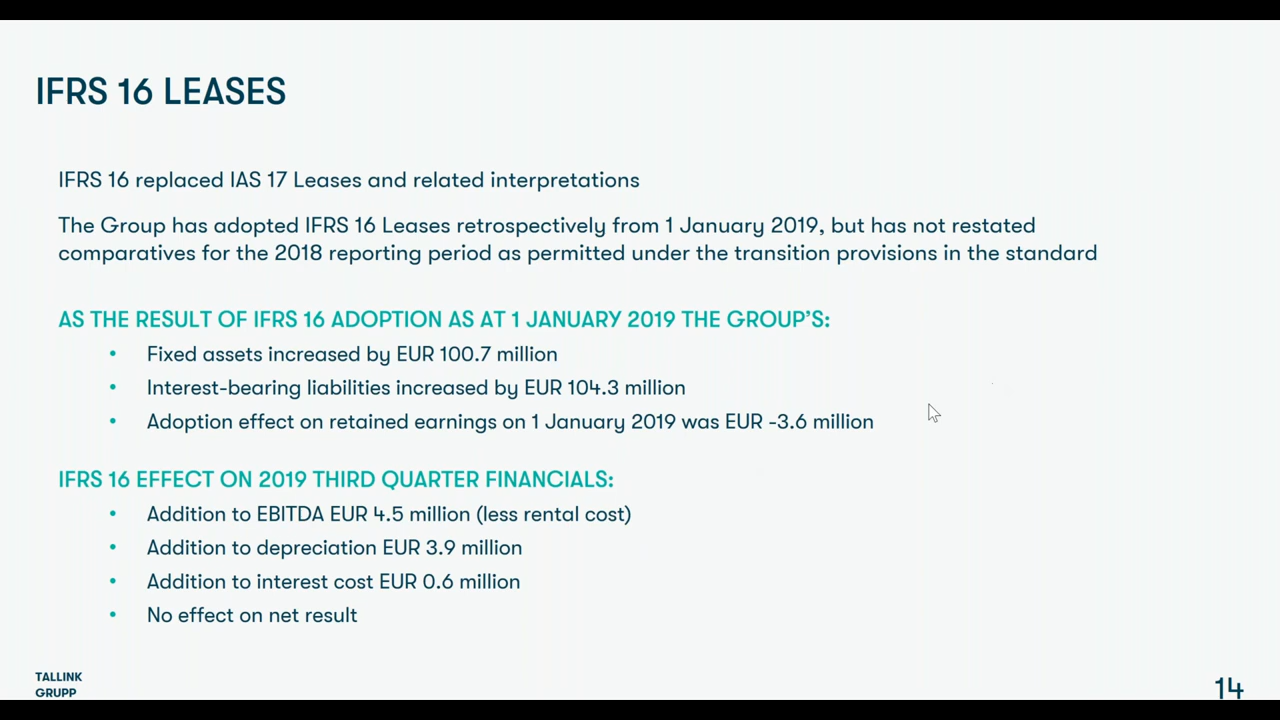 IFRS 16 LEASES
IFRS 16 replaced IAS 17 Leases and related interpretations
The Group has adopted IFRS 16 Leases retrospectively from 1 January 2019, but has not restated
comparatives for the 2018 reporting period as permitted under the transition provisions in the standard
AS THE RESULT OF IFRS 16 ADOPTION AS AT 1 JANUARY 2019 THE GROUP'S:
• Fixed assets increased by EUR 100.7 million
• Interest-bearing liabilities increased by EUR 104.3 million
• Adoption effect on retained earnings on 1 January 2019 was EUR -3.6 million
IFRS 16 EFFECT ON 2019 THIRD QUARTER FINANCIALS:
• Addition to EBITDA EUR 4.5 million (less rental cost)
• Addition to depreciation EUR 3.9 million
• Addition to interest cost EUR 0.6 million
• No effect on net result
TALLINK
GRUPP
14